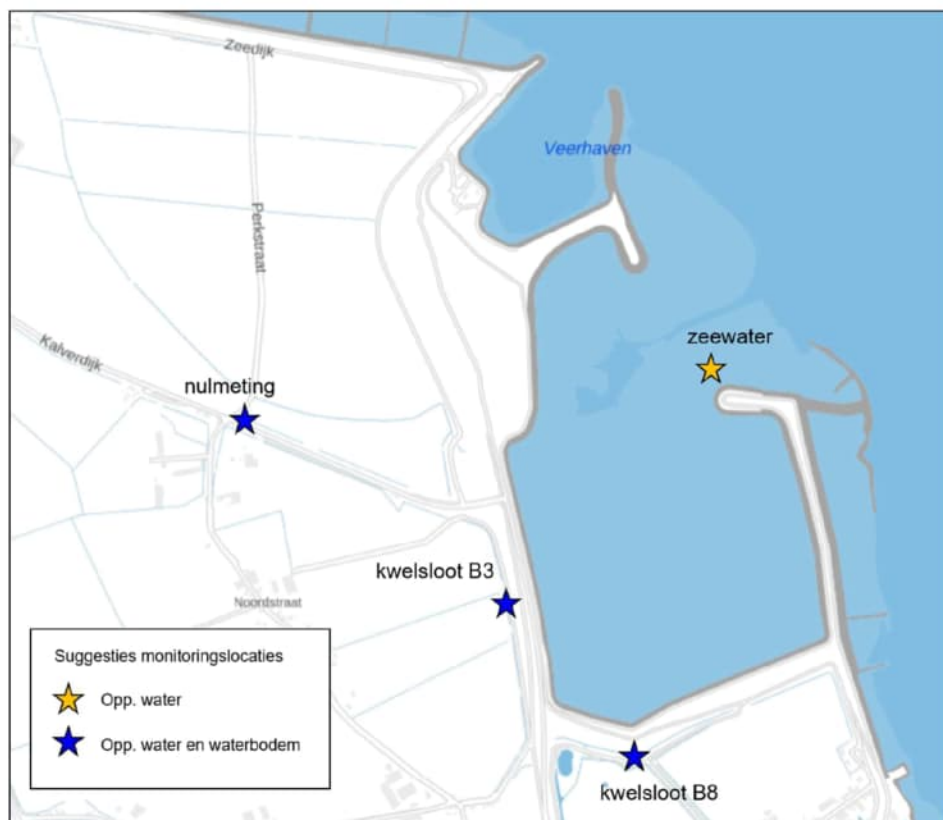 Zeedijk
Veerhaven
Perkstraat
Kalverdijk
zeewater
nulmeting
kwelsloot B3
Noordstraat
Suggesties monitoringslocaties
Opp. water
Opp. water en waterbodem
kwelsloot B8